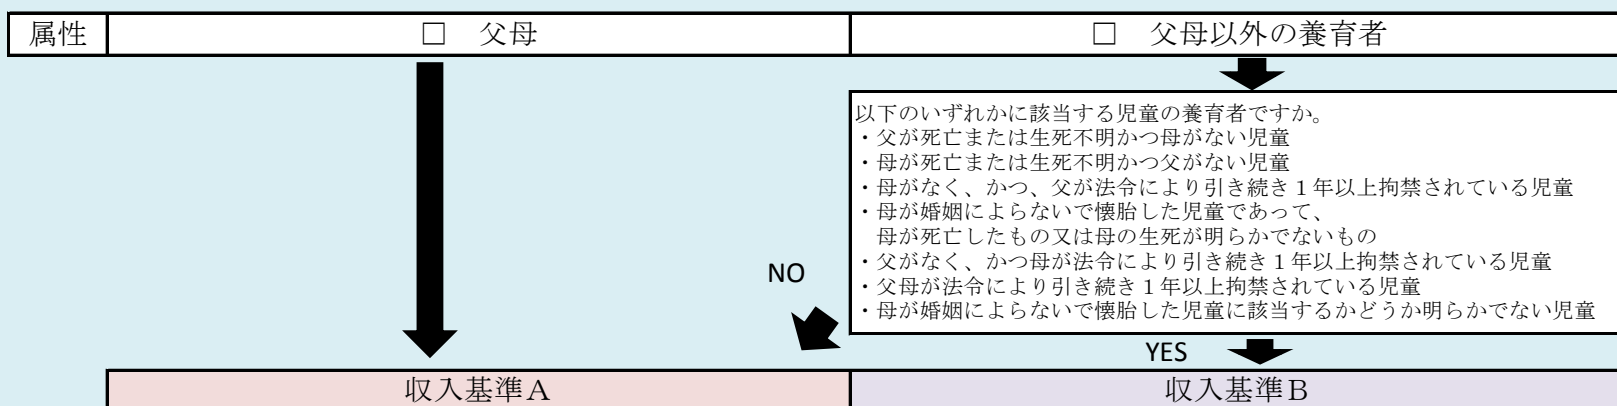 属性
□ 父母
□ 父母以外の養育者
以下のいずれかに該当する児童の養育者ですか。
・父が死亡または生死不明かつ母がない児童
・母が死亡または生死不明かつ父がない児童
・母がなく、かつ、父が法令により引き続き１年以上拘禁されている児童
・母が婚姻によらないで懐胎した児童であって、
母が死亡したもの又は母の生死が明らかでないもの
・父がなく、かつ母が法令により引き続き１年以上拘禁されている児童
・父母が法令により引き続き１年以上拘禁されている児童
・母が婚姻によらないで懐胎した児童に該当するかどうか明らかでない児童
NO
YES
収入基準Ａ
収入基準Ｂ